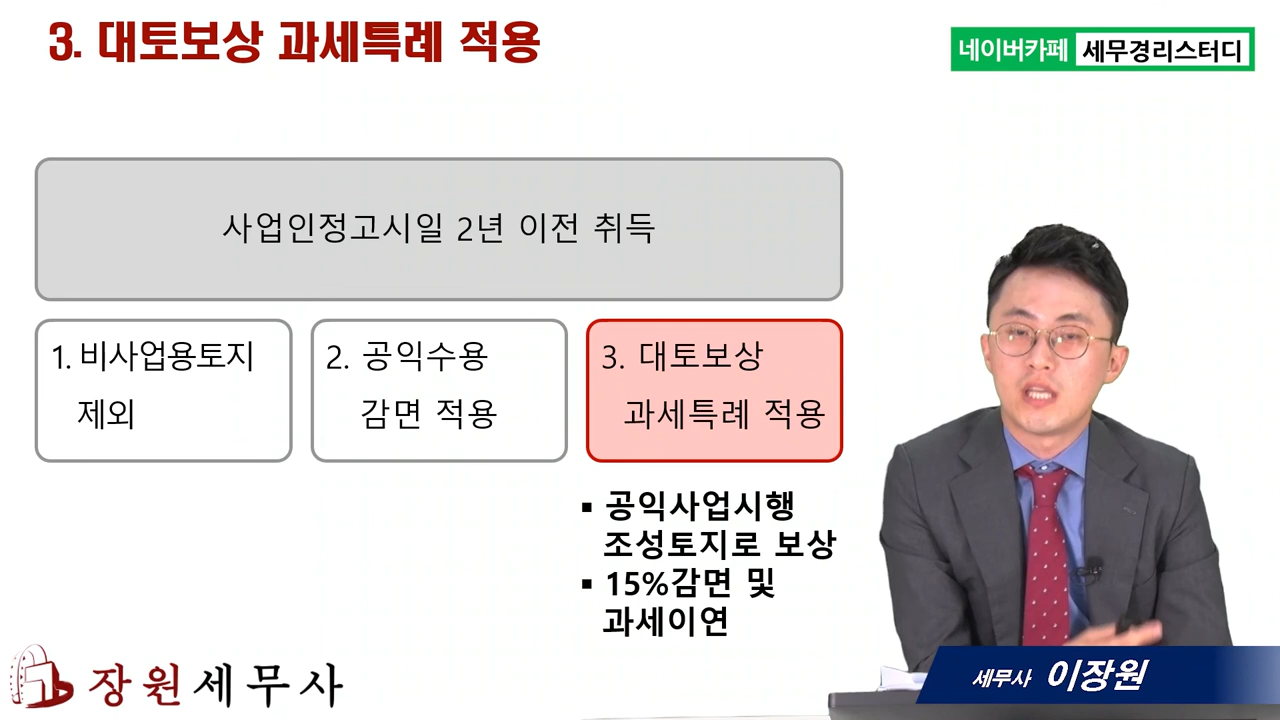 3. 대토보상 과세특례 적용
네이버카페 세무경리스터디
사업인정고시일 2년 이전 취득
1. 비사업용토지
제외
2. 공익수용
감면 적용
3. 대토보상
과세특례 적용
▪ 공익사업시행
조성토지로 보상
▪ 15%감면 및
과세이연
장원세무사
세무사 이장원